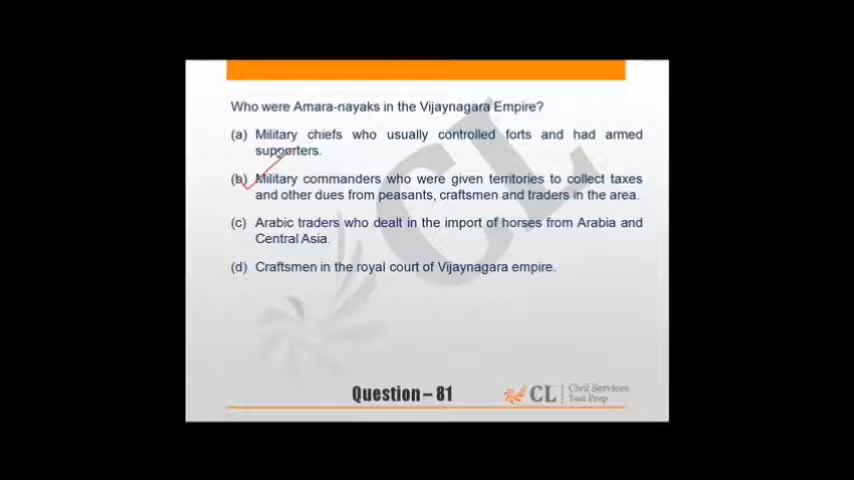 Who were Amara-nayaks in the Vijaynagara Empire?
(a) Military chiefs who usually controlled forts and had armed
supporters.
(b) Military commanders who were given territories to collect taxes
and other dues from peasants, craftsmen and traders in the area.
(c) Arabic traders who dealt in the import of horses from Arabia and
Central Asia.
(d) Craftsmen in the royal court of Vijaynagara empire.
CL
Question – 81
CL Civil Services
Test Prep